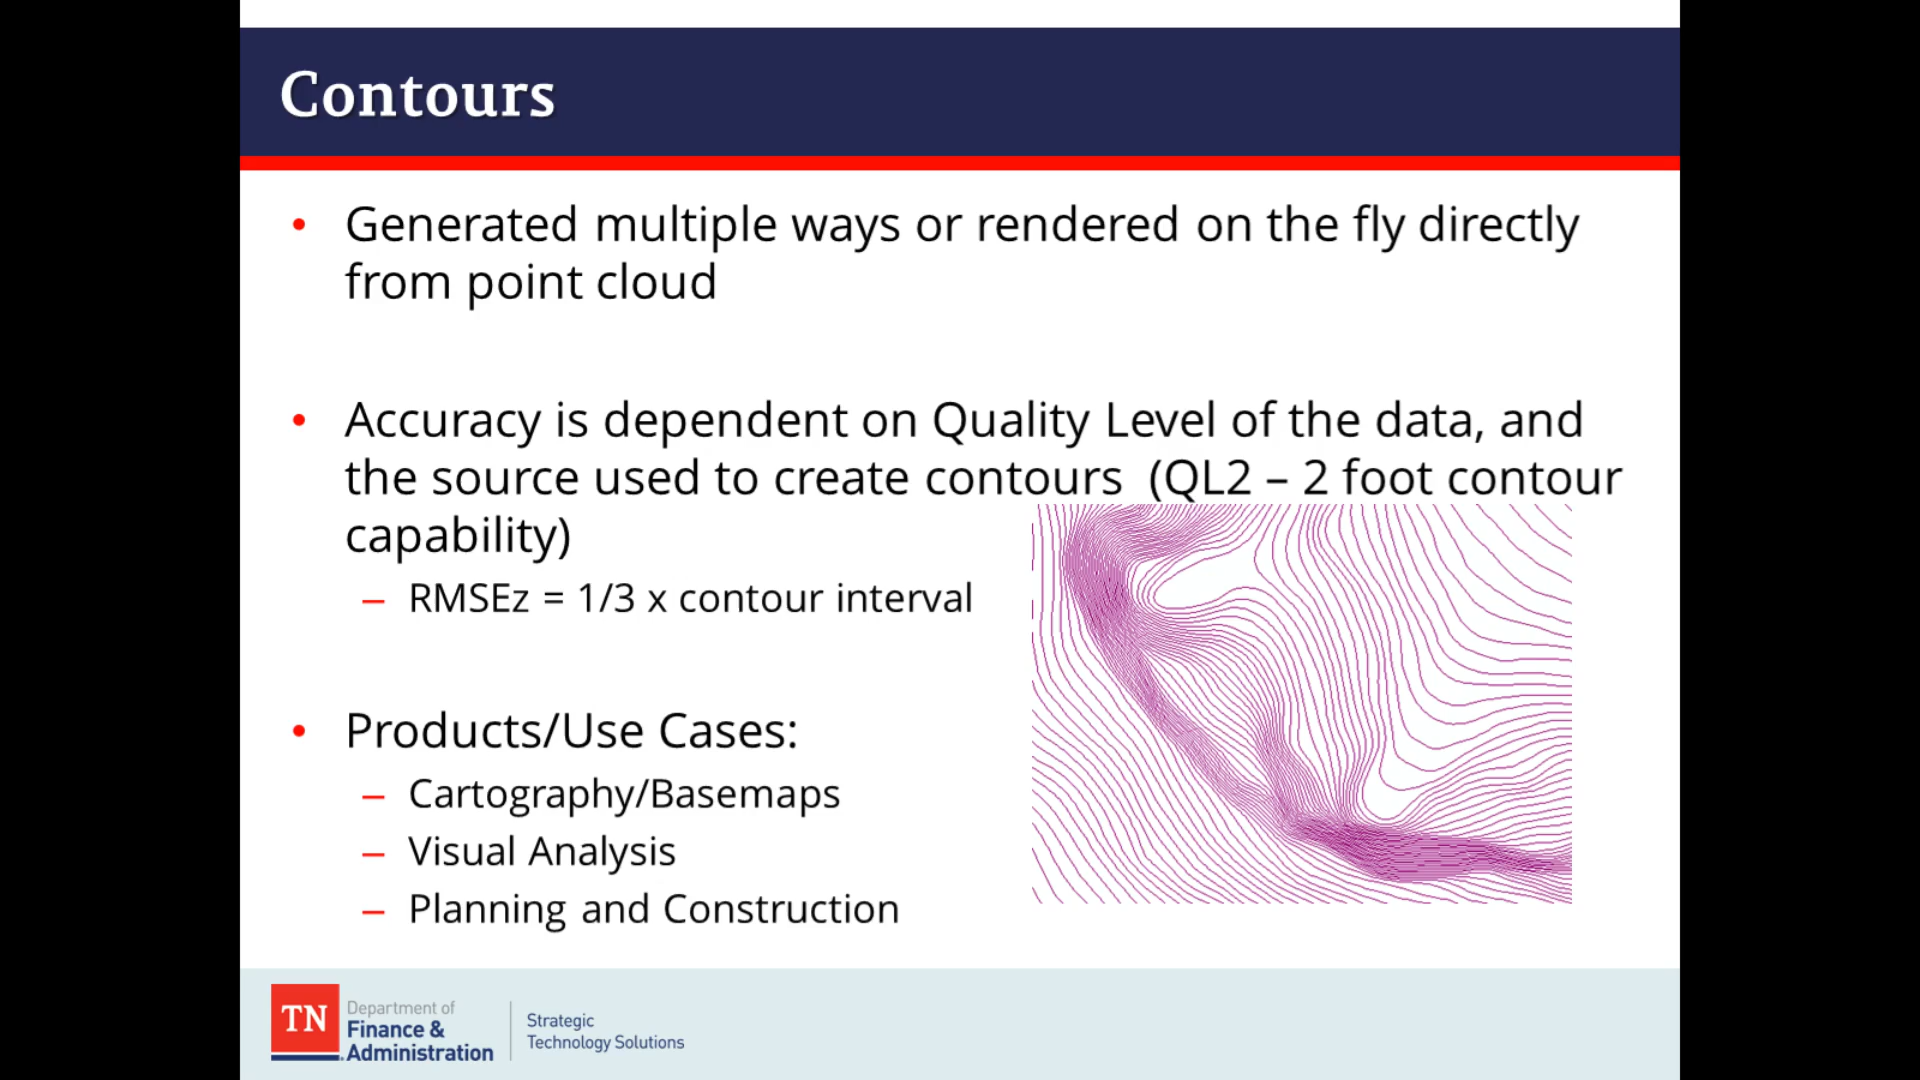 Contours
• Generated multiple ways or rendered on the fly directly
from point cloud
• Accuracy is dependent on Quality Level of the data, and
the source used to create contours (QL2 – 2 foot contour
capability)
– RMSEz = 1/3 x contour interval
• Products/Use Cases:
– Cartography/Basemaps
– Visual Analysis
– Planning and Construction
TN
Department of
Finance &
Administration
Strategic
Technology Solutions